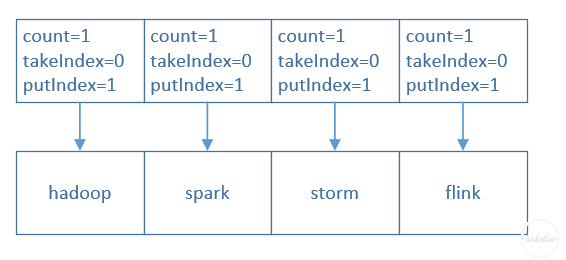 count=1 count=1 count=1 count=1
takeIndex=0 takeIndex=0 takeIndex=0 takeIndex=0
putIndex=1 putIndex=1 putIndex=1 putIndex=1
hadoop spark storm flink
aidodoo